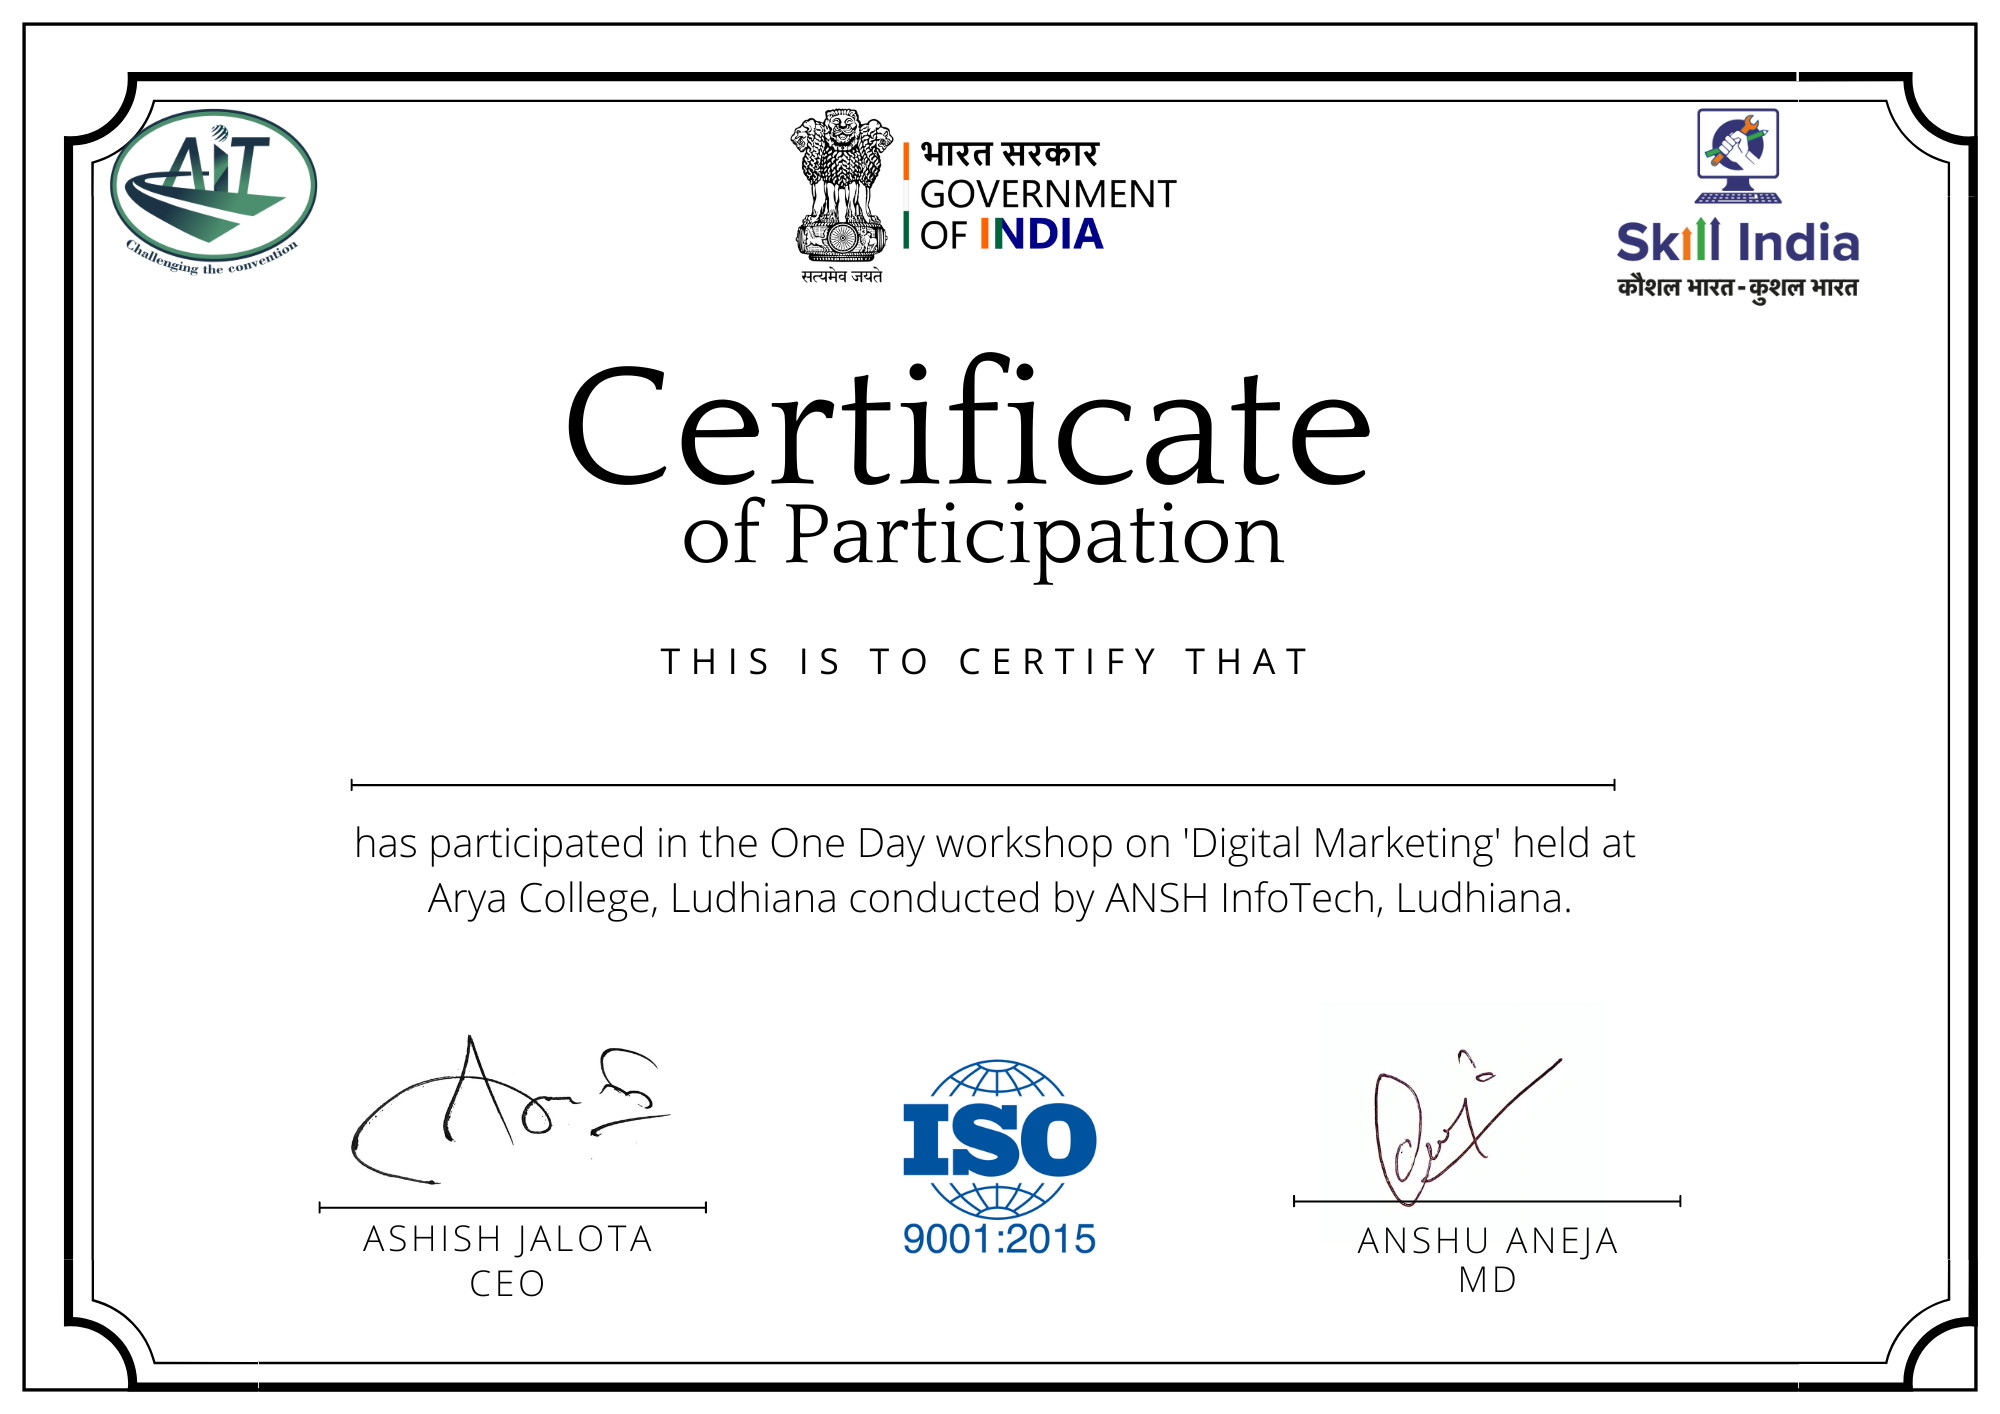 AiT
Challenging the convention
भारत सरकार
GOVERNMENT
OF INDIA
सत्यमेव जयते
Skill India
कौशल भारत - कुशल भारत
Certificate
of Participation
THIS IS TO CERTIFY THAT
has participated in the One Day workshop on 'Digital Marketing' held at
Arya College, Ludhiana conducted by ANSH InfoTech, Ludhiana.
ASHISH JALOTA
CEO
ISO
9001:2015
ANSHU ANEJA
MD